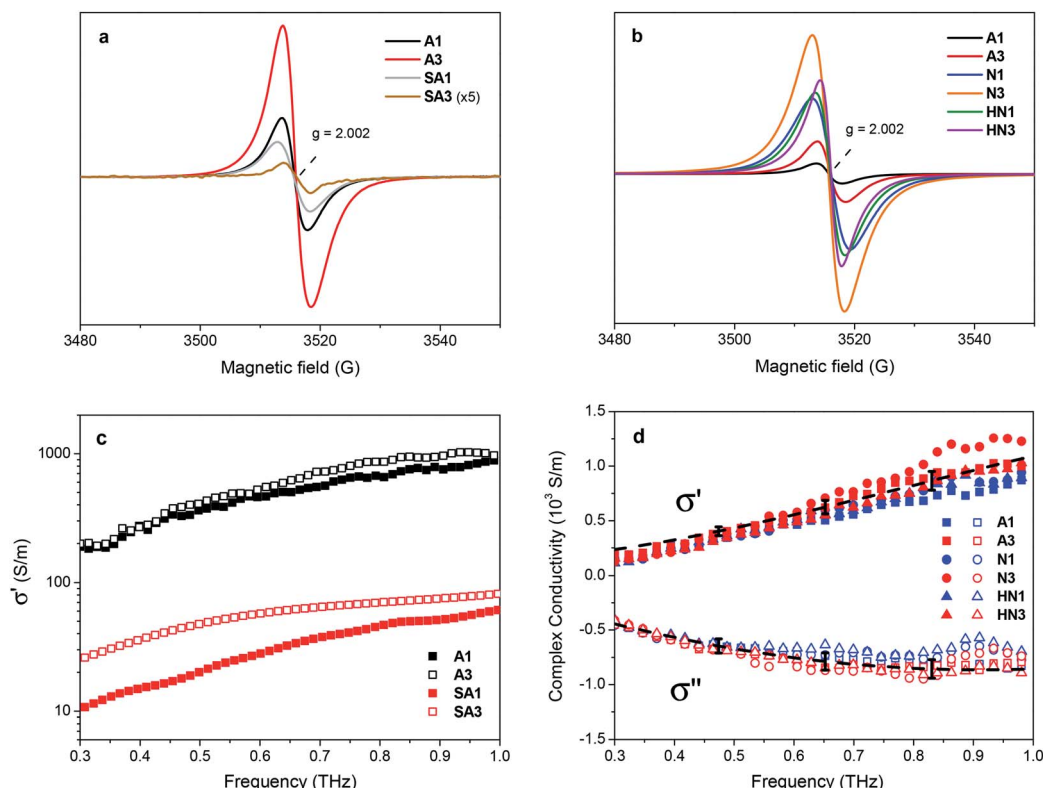 a
A1
A3
SA1
SA3 (x5)
g = 2.002
3480 3500 3520 3540
Magnetic field (G)
b
A1
A3
N1
N3
HN1
HN3
g = 2.002
3480 3500 3520 3540
Magnetic field (G)
c
1000
100
10
σ' (S/m)
A1
A3
SA1
SA3
0.3 0.4 0.5 0.6 0.7 0.8 0.9 1.0
Frequency (THz)
d
1.5
1.0
0.5
0.0
-0.5
-1.0
-1.5
Complex Conductivity (10³ S/m)
σ'
σ"
A1
A3
N1
N3
HN1
HN3
0.3 0.4 0.5 0.6 0.7 0.8 0.9 1.0
Frequency (THz)